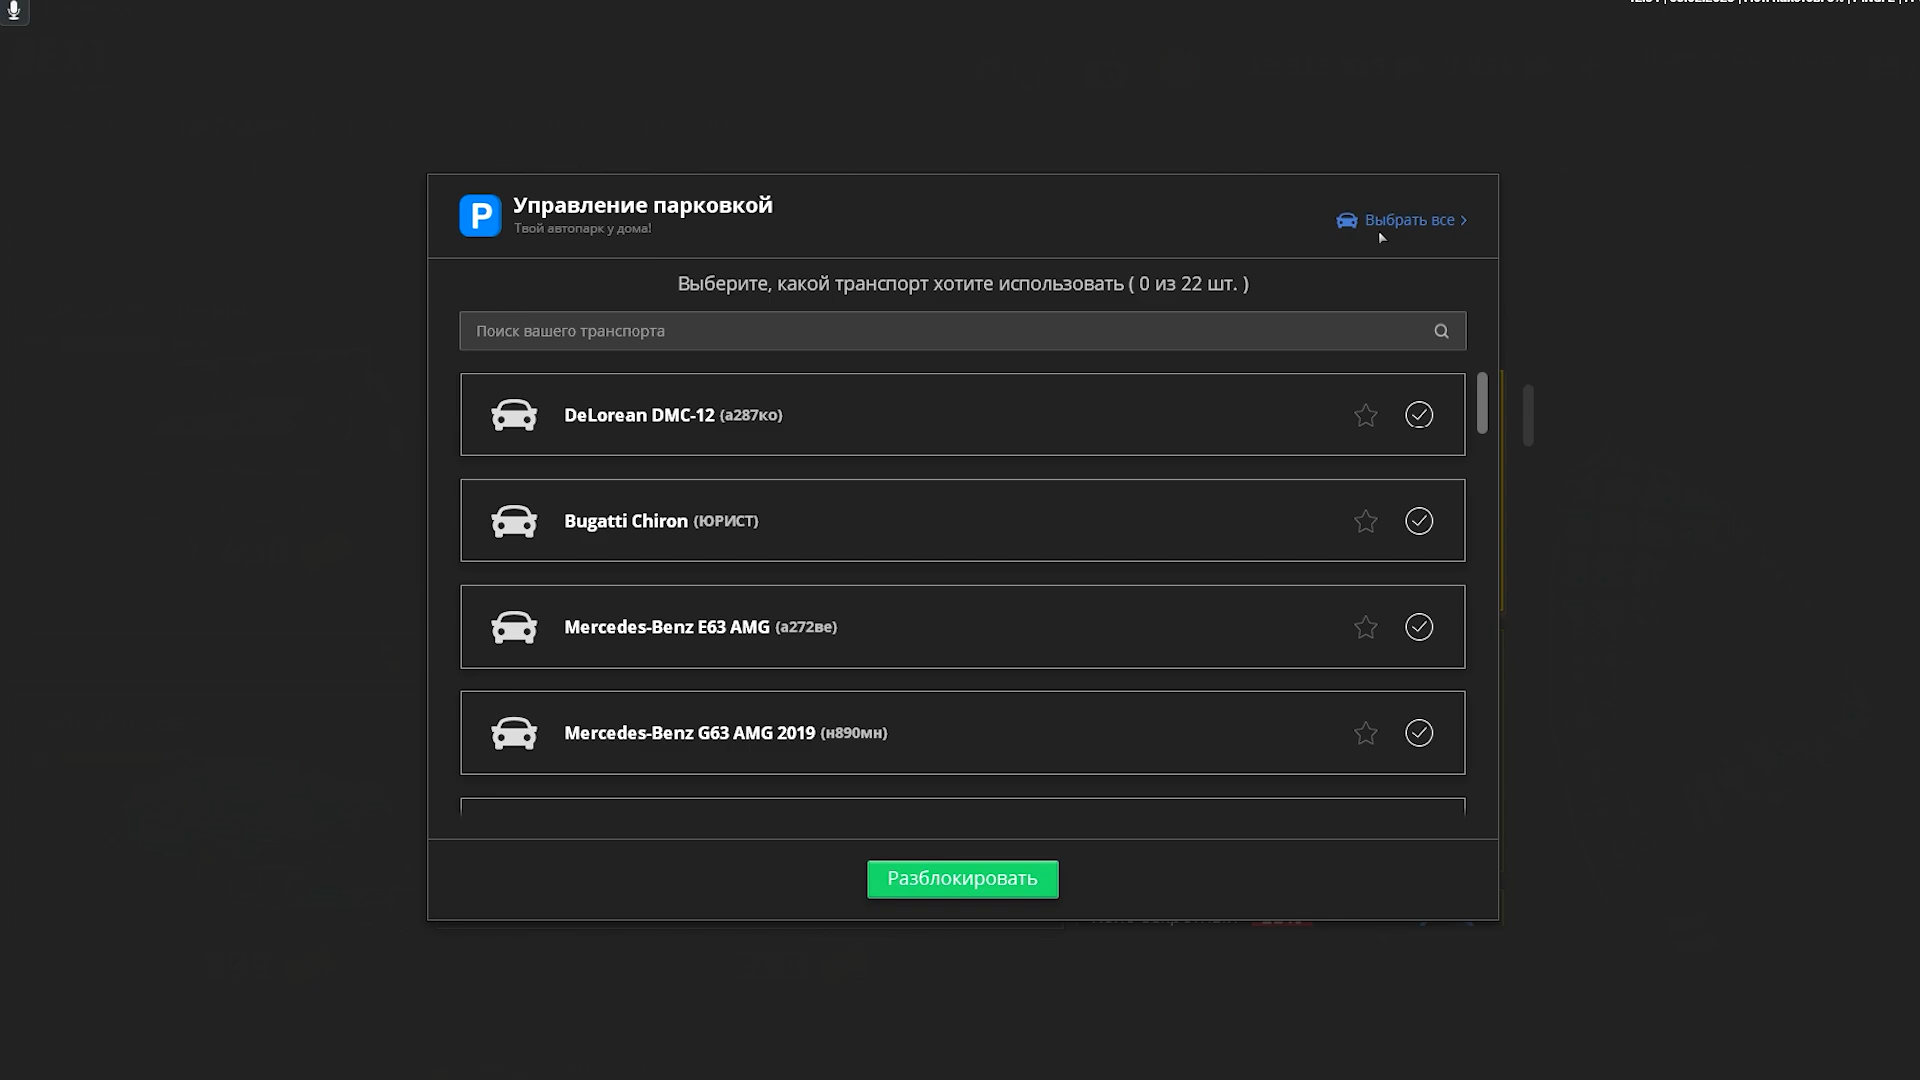 P
Управление парковкой
Твой автопарк у дома!
Выбрать все
Выберите, какой транспорт хотите использовать ( 0 из 22 шт. )
Поиск вашего транспорта
DeLorean DMC-12 (а287ко)
Bugatti Chiron (ЮРИСТ)
Mercedes-Benz E63 AMG (а272ве)
Mercedes-Benz G63 AMG 2019 (н890мн)
Разблокировать